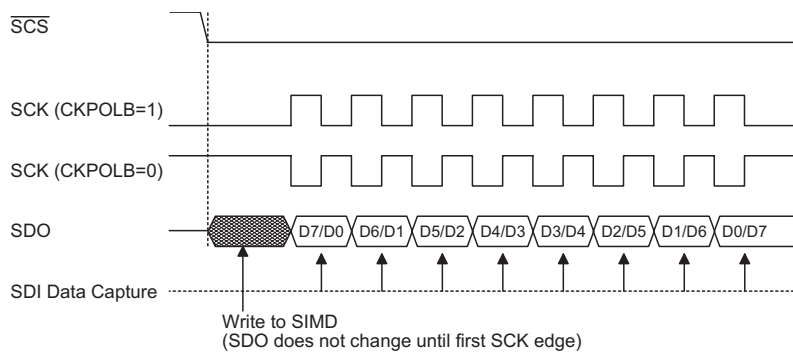 SCS
SCK (CKPOLB=1)
SCK (CKPOLB=0)
SDO D7/D0 D6/D1 D5/D2 D4/D3 D3/D4 D2/D5 D1/D6 D0/D7
SDI Data Capture
Write to SIMD
(SDO does not change until first SCK edge)